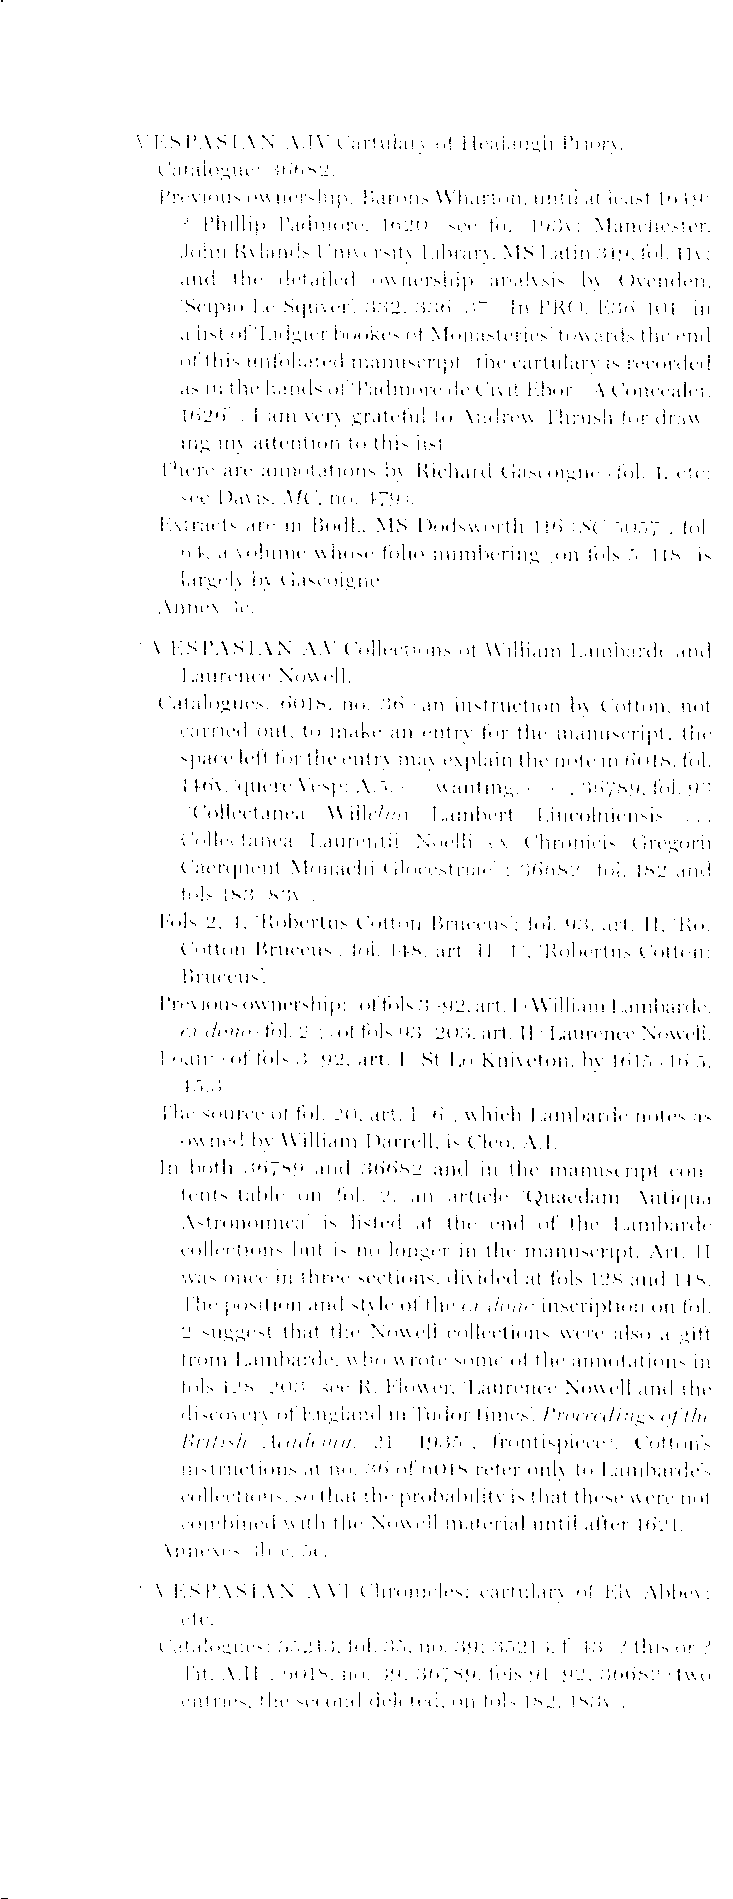 VESPASIAN A.IV Cartulary of Healaugh Priory.
Catalogue: 36682.
Previous ownership: Barons Wharton, until at least 1639;
? Phillip Padmore, 1620 (see fol. 193v; Manchester,
John Rylands University Library, MS Latin 319, fol. 11v;
and the detailed ownership analysis by Ovenden,
'Scipio Le Squyer', 332, 336–37). In PRO, E36/101 (in
a list of 'Lidgier bookes of Monasteries' towards the end
of this unfoliated manuscript) the cartulary is recorded
as in the hands of 'Padmore de Civit Ebor. A Concealer,
1626'. I am very grateful to Andrew Thrush for draw-
ing my attention to this list.
There are annotations by Richard Gascoigne (fol. 1, etc;
see Davis, MC, no. 479).
Extracts are in Bodl., MS Dodsworth 116 (SC 5057), fol.
64, a volume whose folio numbering (on fols 5–118) is
largely by Gascoigne.
Annex 3c.
VESPASIAN A.V Collections of William Lambarde and
Laurence Nowell.
Catalogues: 6018, no. 36 (an instruction by Cotton, not
carried out, to make an entry for the manuscript; the
space left for the entry may explain the note in 6018, fol.
146v, 'quere Vesp: A.5. wanting. ); 36789, fol. 92
('Collectanea Willelmi Lambert Lincolniensis ...
Collectanea Laurentii Noelli ex Chronicis Gregorii
Caerquent Monachi Glocestriae'); 36682 (fol. 182 and
fols 183–83v).
Fols 2, 4, 'Robertus Cotton Bruceus'; fol. 93, art. II, 'Ro.
Cotton Bruceus'; fol. 148, art. II , 'Robertus Cotton:
Bruceus'.
Previous ownership: (of fols 3–92, art. I) William Lambarde,
ex dono (fol. 2); (of fols 93–203, art. II) Laurence Nowell.
Loan: (of fols 3–92, art. I) St Lo Kniveton, by 1615 (16.5,
45.3).
The source of fol. 20, art. I(6), which Lambarde notes as
owned by William Darrell, is Cleo. A.I.
In both 36789 and 36682 and in the manuscript con-
tents-table on fol. 2, an article 'Quaedam Antiqua
Astronomica' is listed at the end of the Lambarde
collections but is no longer in the manuscript. Art. II
was once in three sections, divided at fols 128 and 148.
The position and style of the ex dono inscription on fol.
2 suggest that the Nowell collections were also a gift
from Lambarde, who wrote some of the annotations in
fols 128–203 (see R. Flower, 'Laurence Nowell and the
discovery of England in Tudor times', Proceedings of the
British Academy, 21 (1935), frontispiece). Cotton's
instructions at no. 36 of 6018 refer only to Lambarde's
collections, so that the probability is that these were not
combined with the Nowell material until after 1621.
Annexes 3b, c, 5c.
VESPASIAN A.VI Chronicles; cartulary of Ely Abbey;
etc.
Catalogues: 35213, fol. 35, no. 39; 35213, f. 43 (? this or ?
Tit. A.II); 6018, no. 39; 36789, fols 91–92; 36682 (two
entries, the second deleted, on fols 182, 183v).